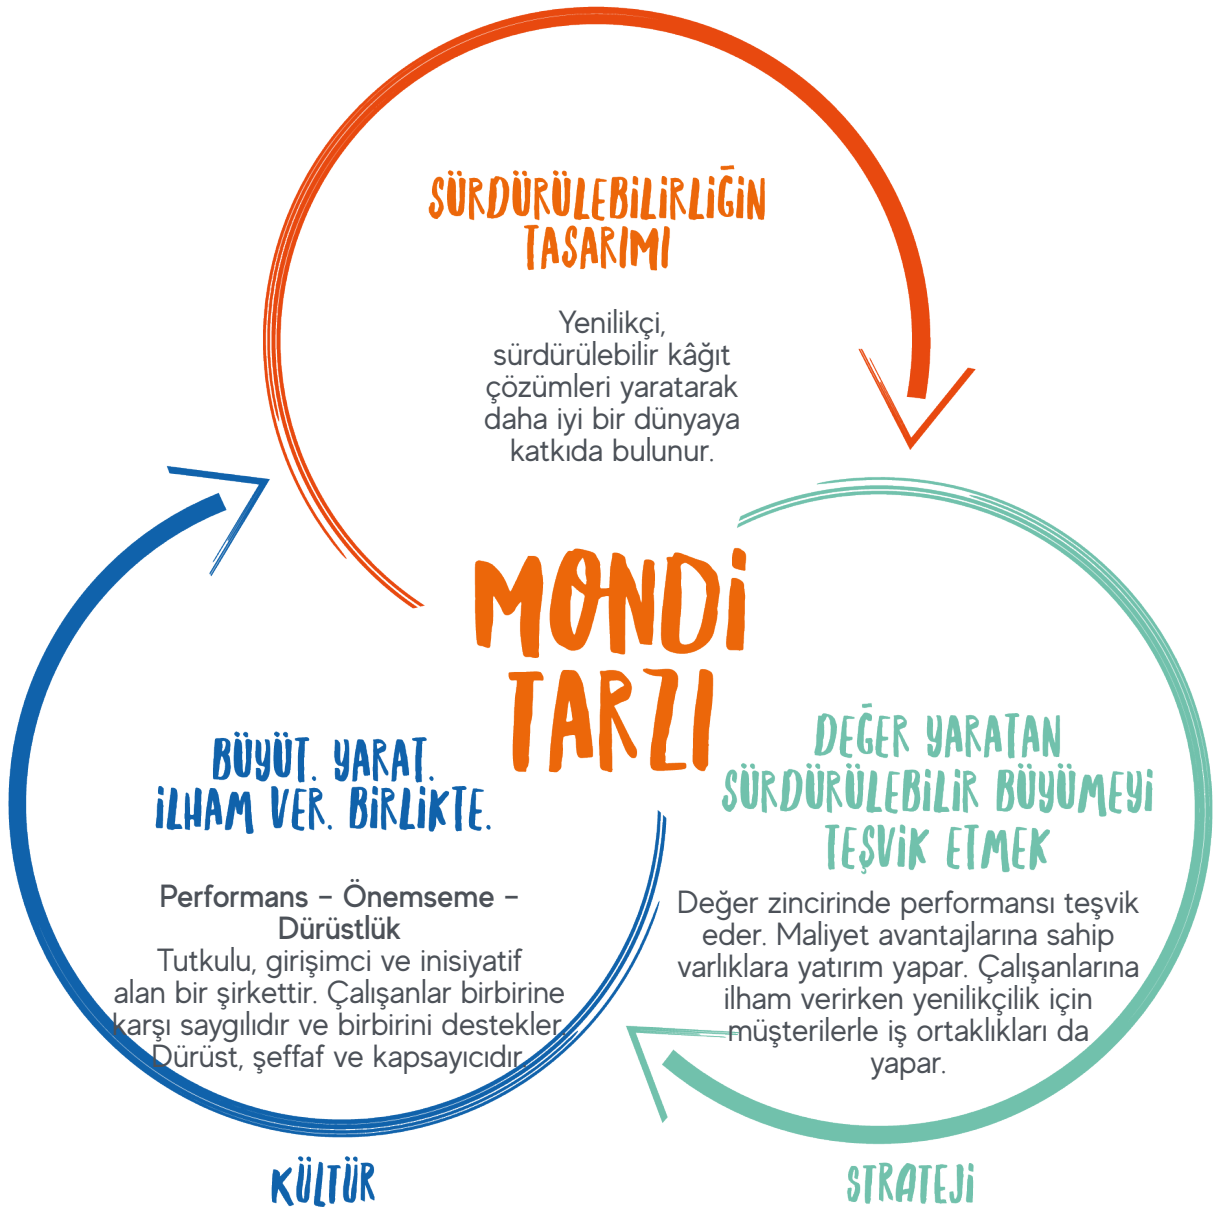 SÜRDÜRÜLEBİLİRLİĞİN
TASARIMI
Yenilikçi,
sürdürülebilir kâğıt
çözümleri yaratarak
daha iyi bir dünyaya
katkıda bulunur.
MONDİ
TARZI
BÜYÜT. YARAT.
İLHAM VER. BİRLİKTE.
Performans – Önemseme –
Dürüstlük
Tutkulu, girişimci ve inisiyatif
alan bir şirkettir. Çalışanlar birbirine
karşı saygılıdır ve birbirini destekler.
Dürüst, şeffaf ve kapsayıcıdır.
KÜLTÜR
DEĞER YARATAN
SÜRDÜRÜLEBİLİR BÜYÜMEYİ
TEŞVİK ETMEK
Değer zincirinde performansı teşvik
eder. Maliyet avantajlarına sahip
varlıklara yatırım yapar. Çalışanlarına
ilham verirken yenilikçilik için
müşterilerle iş ortaklıkları da
yapar.
STRATEJİ